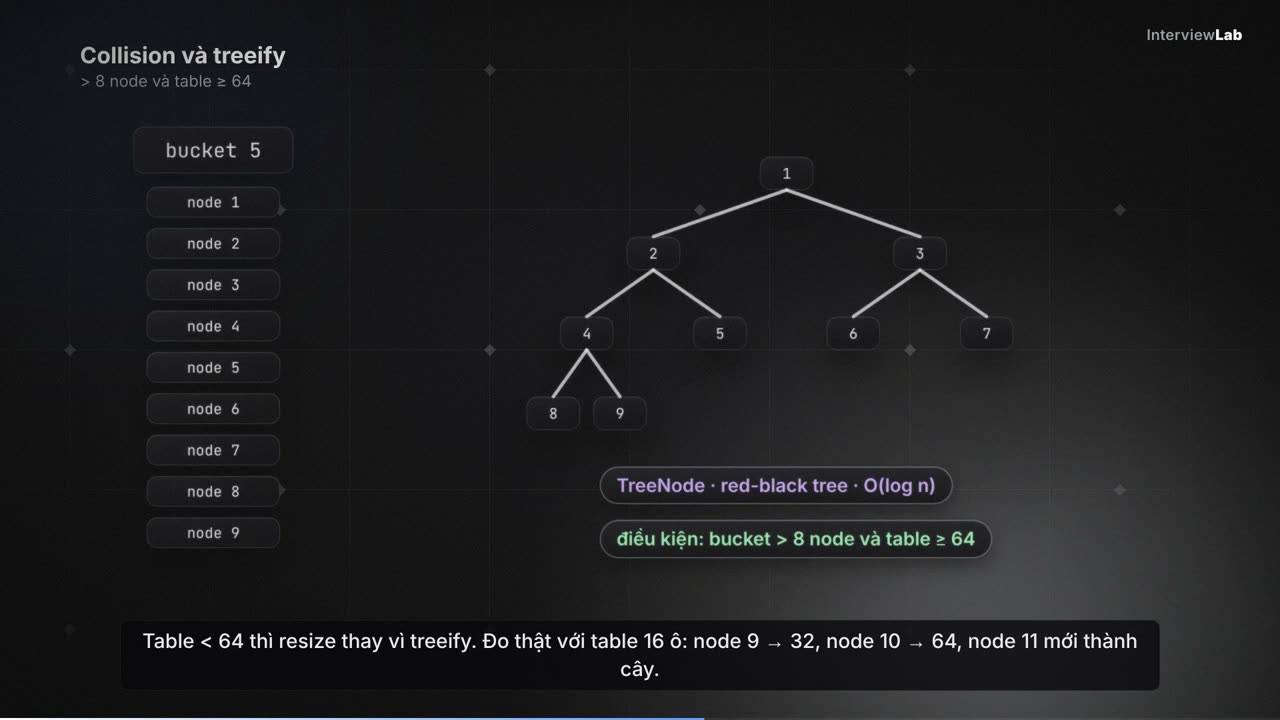 Collision và treeify
> 8 node và table ≥ 64
InterviewLab
bucket 5
node 1
node 2
node 3
node 4
node 5
node 6
node 7
node 8
node 9
1
2
3
4
5
6
7
8
9
TreeNode · red-black tree · O(log n)
điều kiện: bucket > 8 node và table ≥ 64
Table < 64 thì resize thay vì treeify. Đo thật với table 16 ô: node 9 → 32, node 10 → 64, node 11 mới thành
cây.